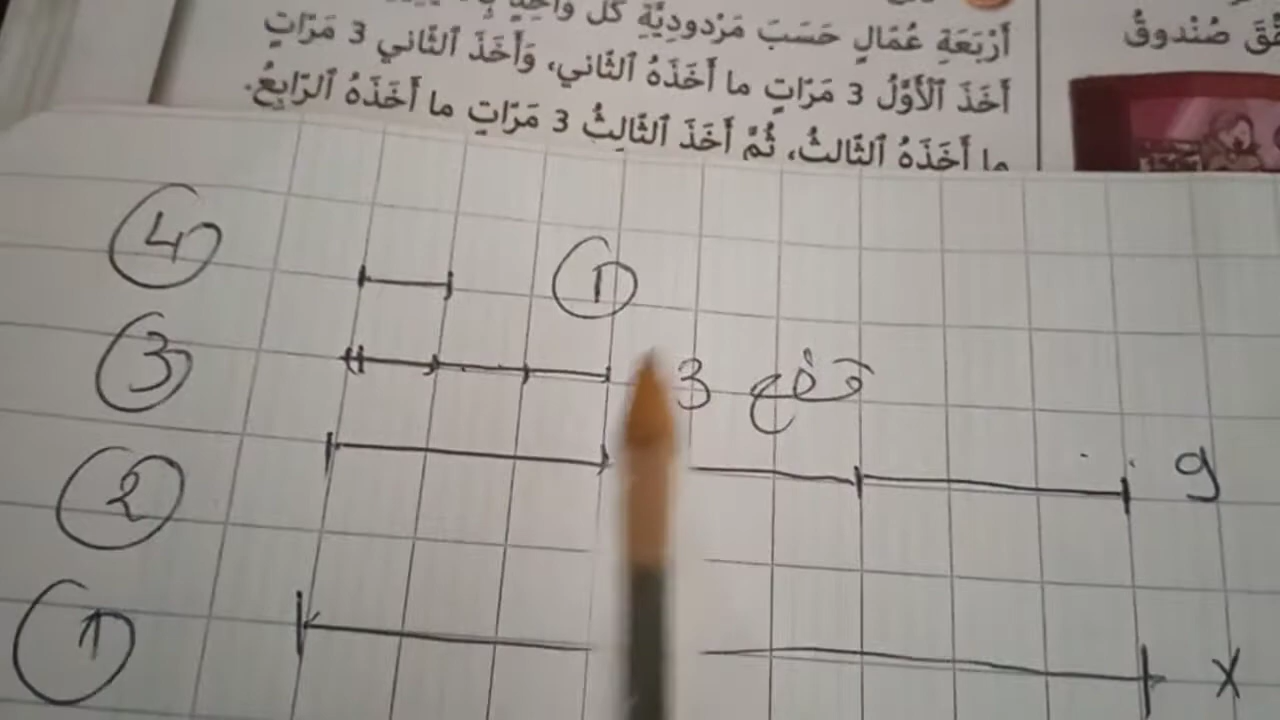 أَرْبَعَةِ عُمّالٍ حَسَبَ مَرْدودِيَّةِ كُلِّ واحِدٍ
أَخَذَ ٱلْأَوَّلُ 3 مَرّاتٍ ما أَخَذَهُ ٱلثّاني، وَأَخَذَ ٱلثّاني 3 مَرّاتٍ
ما أَخَذَهُ ٱلثّالِثُ، ثُمَّ أَخَذَ ٱلثّالِثُ 3 مَرّاتٍ ما أَخَذَهُ ٱلرّابِعُ.
صُنْدوقُ
4 1
3 3 قطع
2 9
1 x